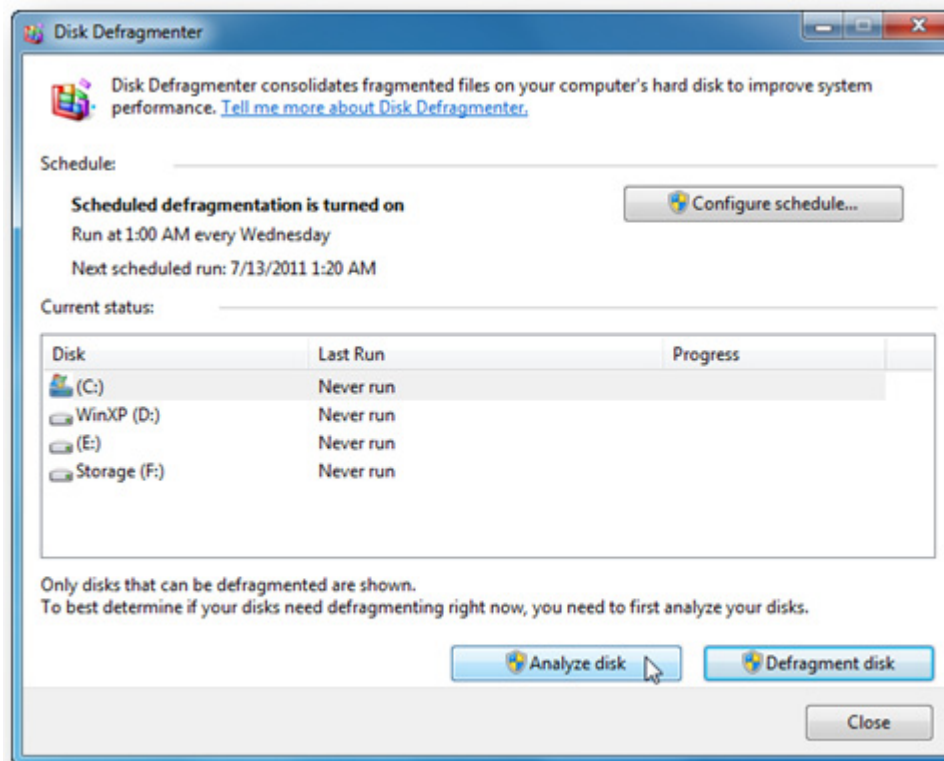 Disk Defragmenter
Disk Defragmenter consolidates fragmented files on your computer's hard disk to improve system
performance. Tell me more about Disk Defragmenter.
Schedule:
Scheduled defragmentation is turned on
Configure schedule...
Run at 1:00 AM every Wednesday
Next scheduled run: 7/13/2011 1:20 AM
Current status:
Disk Last Run Progress
(C:) Never run
WinXP (D:) Never run
(E:) Never run
Storage (F:) Never run
Only disks that can be defragmented are shown.
To best determine if your disks need defragmenting right now, you need to first analyze your disks.
Analyze disk Defragment disk
Close